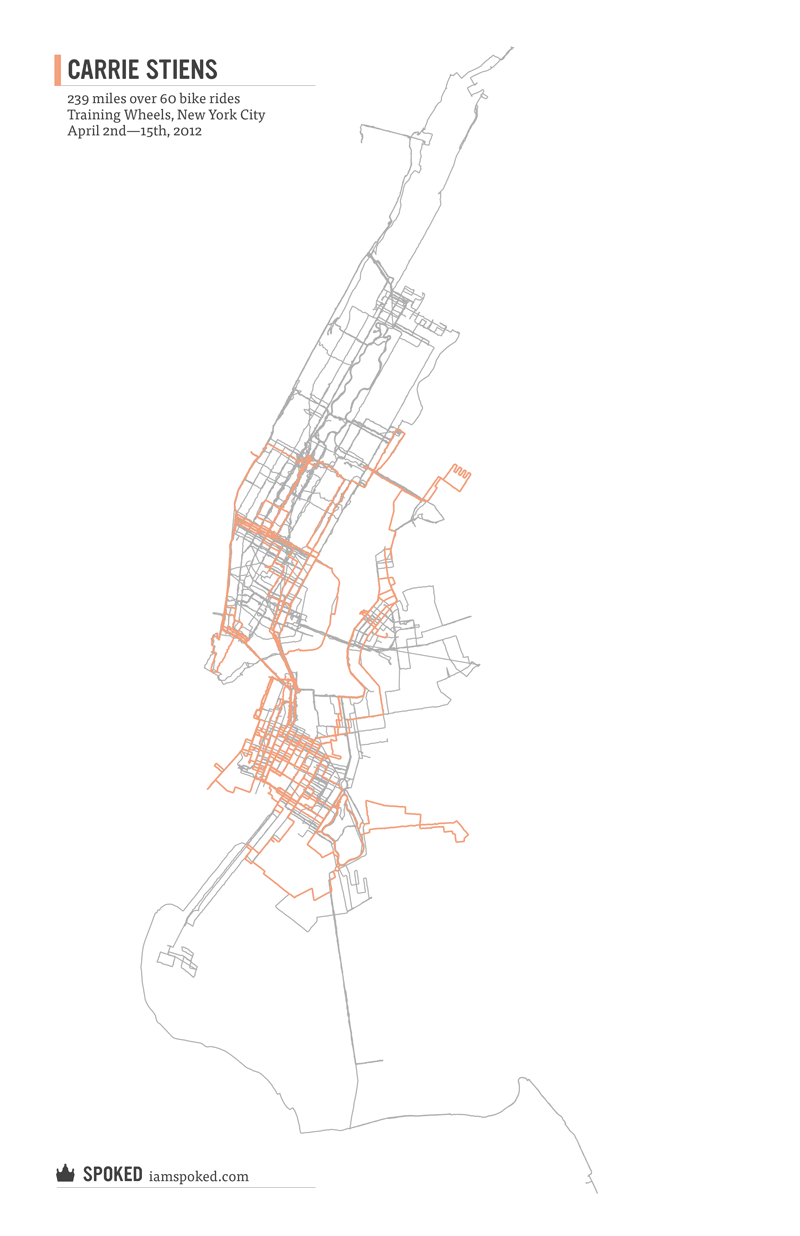 CARRIE STIENS
239 miles over 60 bike rides
Training Wheels, New York City
April 2nd—15th, 2012
SPOKED iamspoked.com